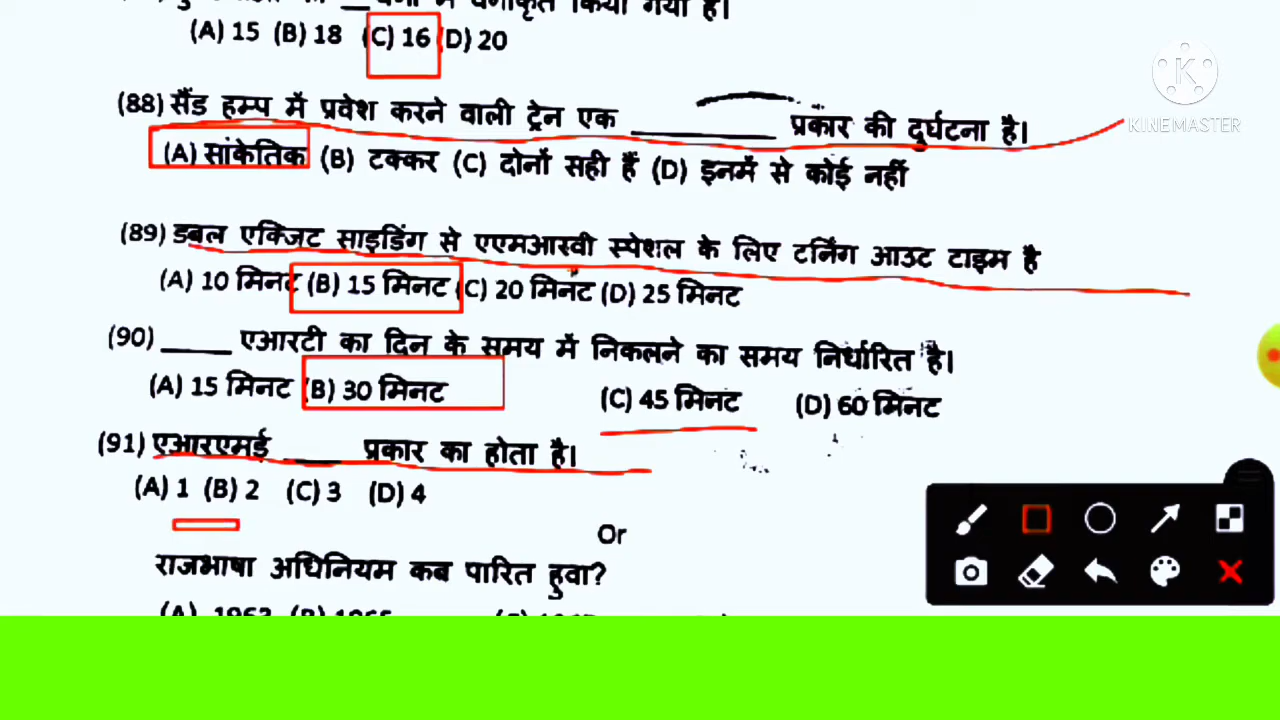 में वर्गीकृत किया गया है।
(A) 15 (B) 18 (C) 16 (D) 20
(88) सैंड हम्प में प्रवेश करने वाली ट्रेन एक ________ प्रकार की दुर्घटना है।
KINEMASTER
(A) सांकेतिक (B) टक्कर (C) दोनों सही हैं (D) इनमें से कोई नहीं
(89) डबल एक्जिट साइडिंग से एएमआरवी स्पेशल के लिए टर्निंग आउट टाइम है
(A) 10 मिनट (B) 15 मिनट (C) 20 मिनट (D) 25 मिनट
(90) ____ एआरटी का दिन के समय में निकलने का समय निर्धारित है।
(A) 15 मिनट (B) 30 मिनट (C) 45 मिनट (D) 60 मिनट
(91) एआरएमई ____ प्रकार का होता है।
(A) 1 (B) 2 (C) 3 (D) 4
Or
राजभाषा अधिनियम कब पारित हुवा?